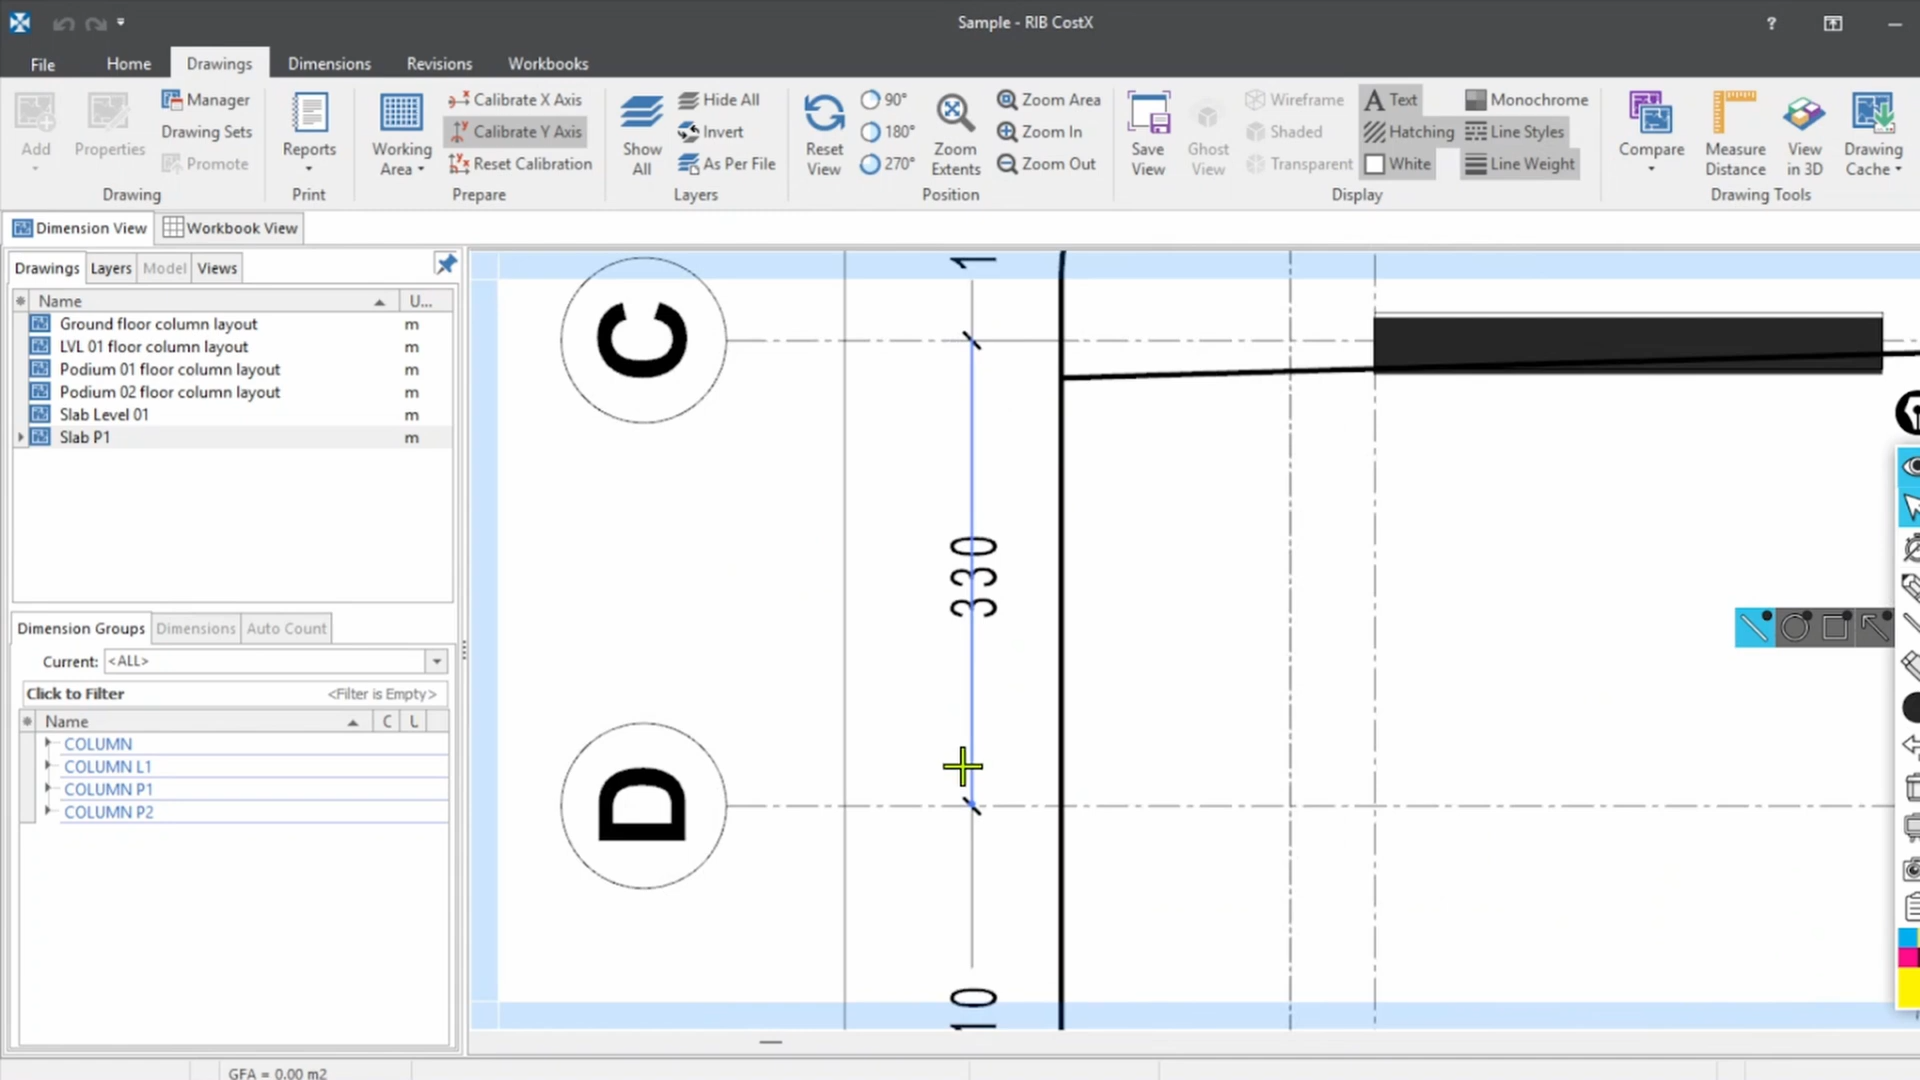 Sample - RIB CostX
?
File Home Drawings Dimensions Revisions Workbooks
Manager
Calibrate X Axis
Hide All
90°
Zoom Area
Wireframe
Text
Monochrome
Add
Properties
Drawing Sets
Reports
Working Area
Calibrate Y Axis
Show All
Invert
Reset View
180°
Zoom Extents
Zoom In
Save View
Ghost View
Shaded
Hatching
Line Styles
Compare
Measure Distance
View in 3D
Drawing Cache
Promote
Reset Calibration
As Per File
270°
Zoom Out
Transparent
White
Line Weight
Drawing Print Prepare Layers Position Display Drawing Tools
Dimension View Workbook View
Drawings Layers Model Views
Name U...
Ground floor column layout m
LVL 01 floor column layout m
Podium 01 floor column layout m
Podium 02 floor column layout m
Slab Level 01 m
Slab P1 m
Dimension Groups Dimensions Auto Count
Current: <ALL>
Click to Filter <Filter is Empty>
Name C L
COLUMN
COLUMN L1
COLUMN P1
COLUMN P2
C
1
330
D
10
GFA = 0.00 m2